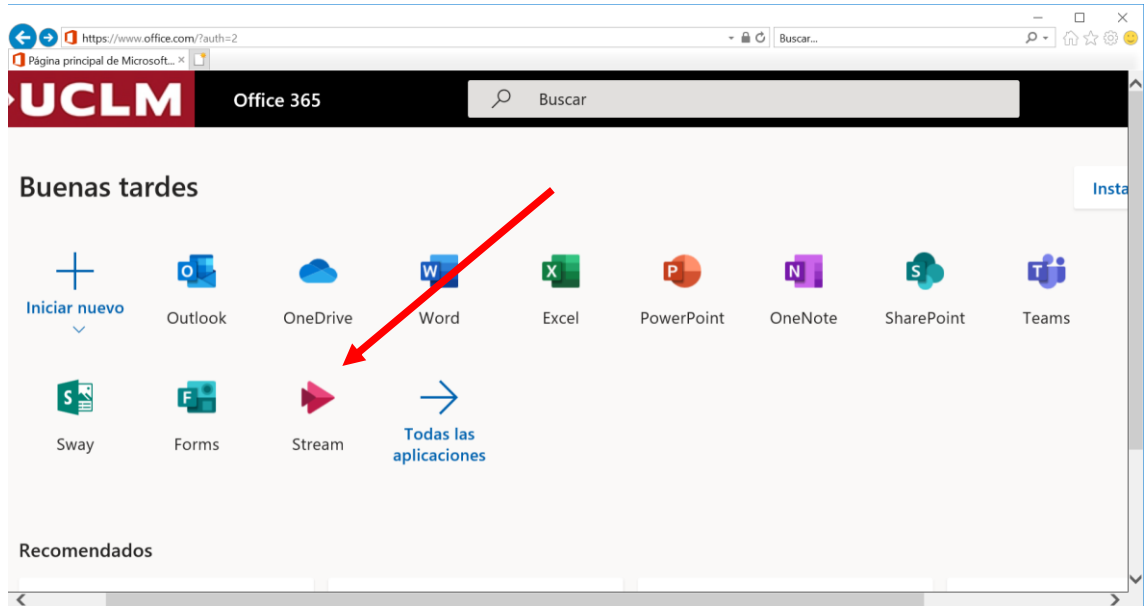 https://www.office.com/?auth=2
Buscar...
Página principal de Microsoft...
UCLM
Office 365
Buscar
Buenas tardes
Insta
Iniciar nuevo
Outlook
OneDrive
Word
Excel
PowerPoint
OneNote
SharePoint
Teams
Sway
Forms
Stream
Todas las
aplicaciones
Recomendados